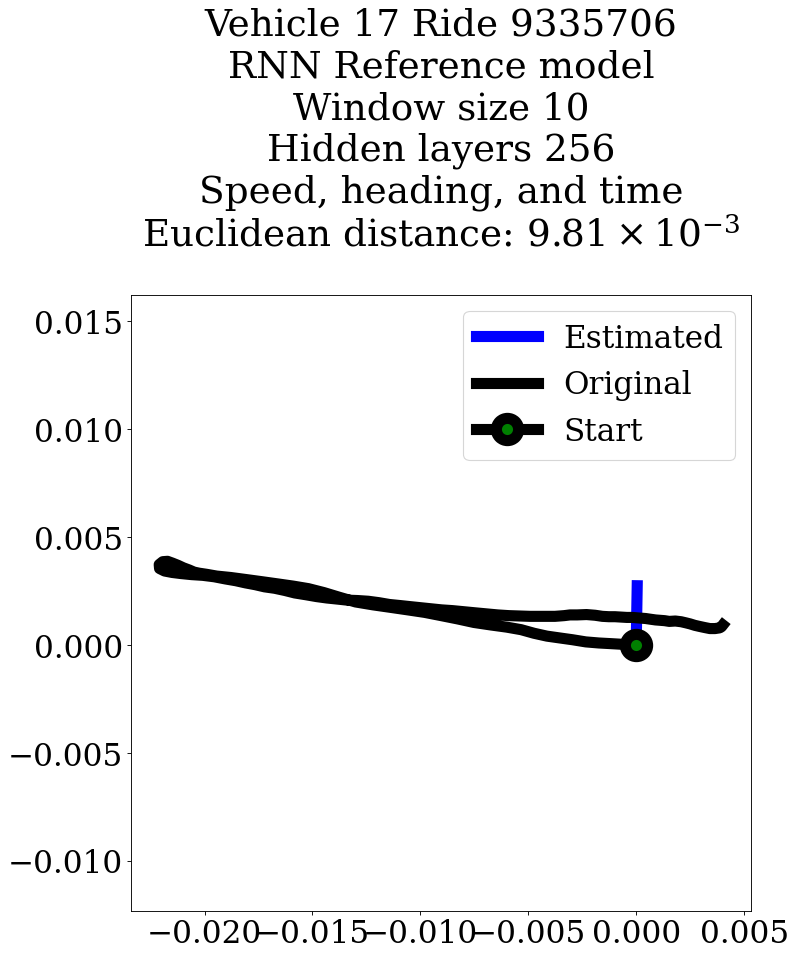 Vehicle 17 Ride 9335706
RNN Reference model
Window size 10
Hidden layers 256
Speed, heading, and time
Euclidean distance: 9.81 × 10⁻³
Estimated
Original
Start
0.015
0.010
0.005
0.000
−0.005
−0.010
−0.020 −0.015 −0.010 −0.005 0.000 0.005